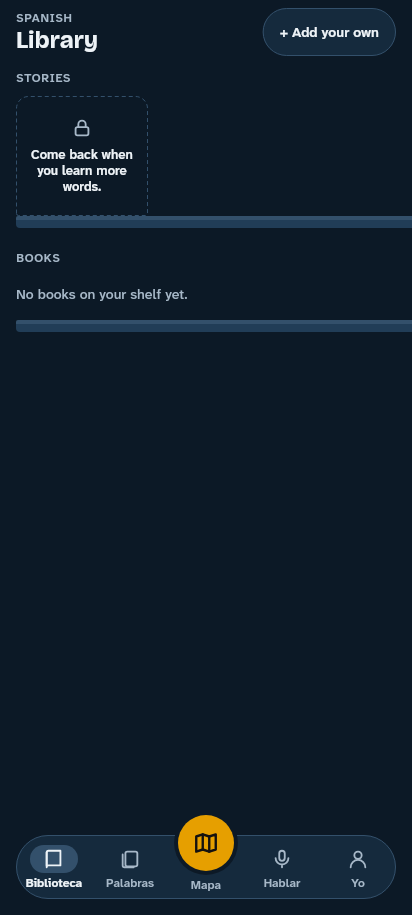 SPANISH
Library
+ Add your own
STORIES
Come back when
you learn more
words.
BOOKS
No books on your shelf yet.
Biblioteca
Palabras
Mapa
Hablar
Yo